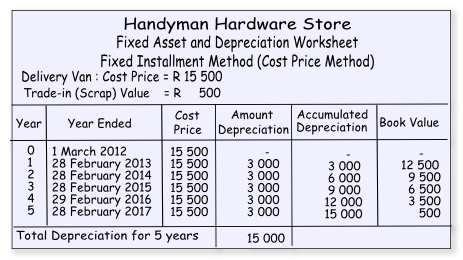 Handyman Hardware Store
Fixed Asset and Depreciation Worksheet
Fixed Installment Method (Cost Price Method)
Delivery Van : Cost Price = R 15 500
Trade-in (Scrap) Value = R 500
Year Year Ended Cost Price Amount Depreciation Accumulated Depreciation Book Value
0 1 March 2012 15 500 - - -
1 28 February 2013 15 500 3 000 3 000 12 500
2 28 February 2014 15 500 3 000 6 000 9 500
3 28 February 2015 15 500 3 000 9 000 6 500
4 29 February 2016 15 500 3 000 12 000 3 500
5 28 February 2017 15 500 3 000 15 000 500
Total Depreciation for 5 years 15 000